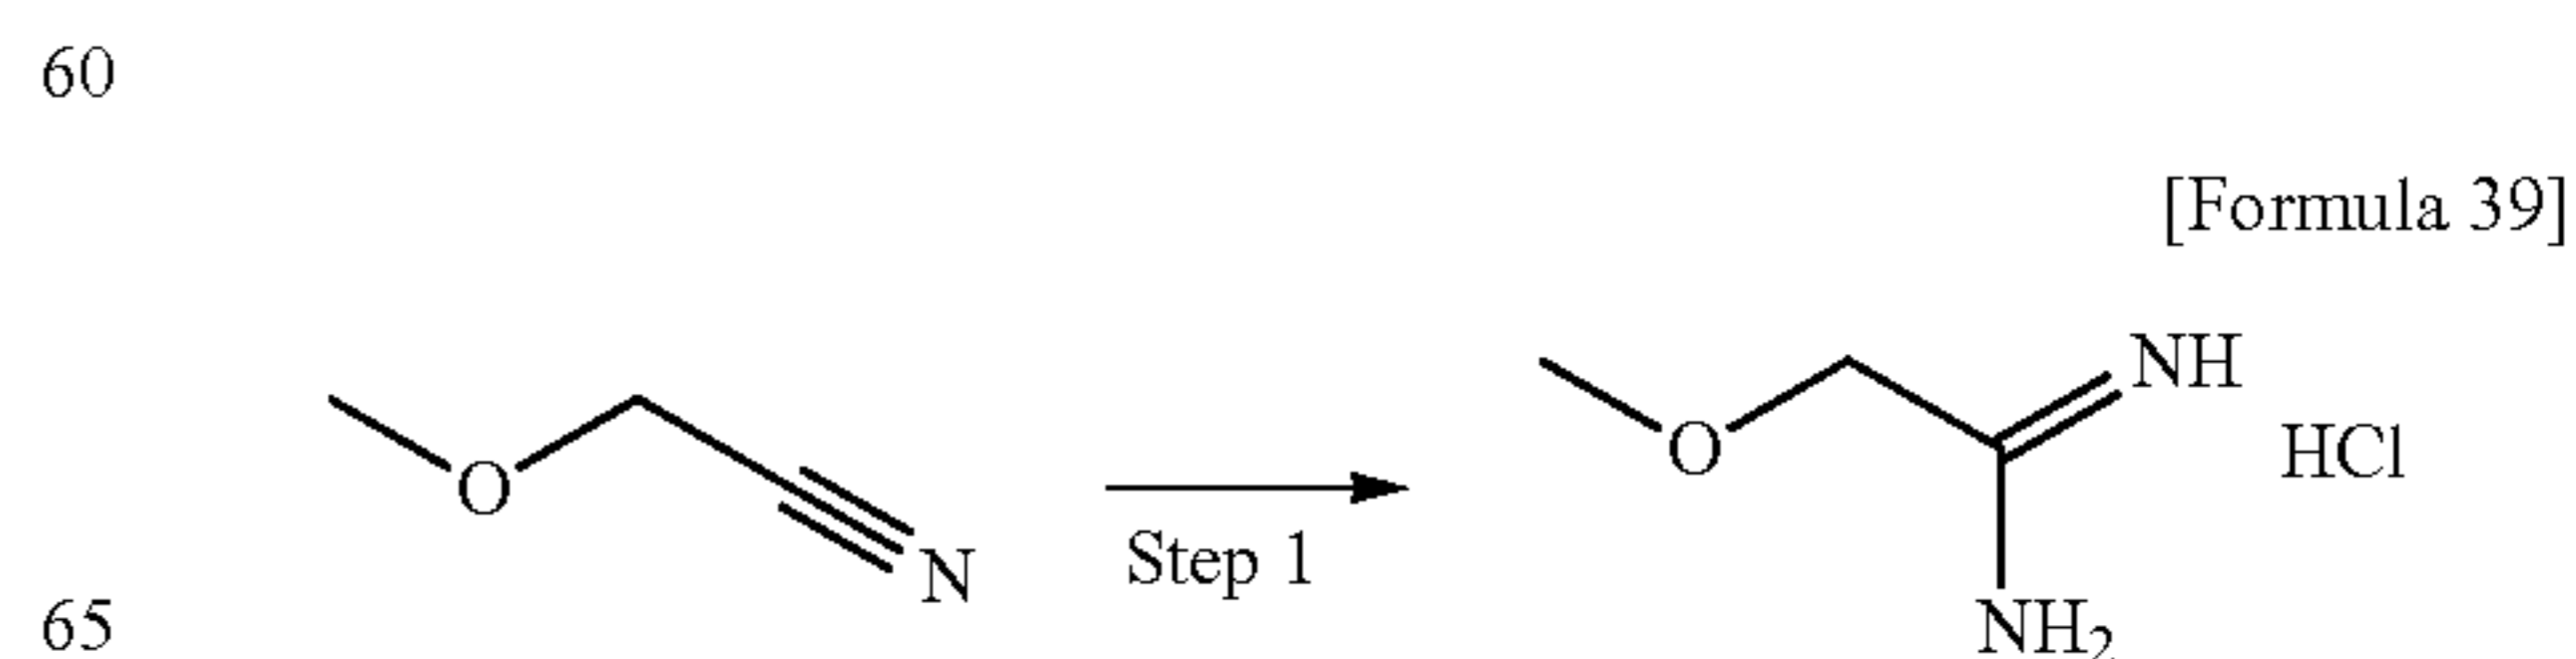 60
[Formula 39]
NH
O
HCl
O
Step 1
N
65
NH2